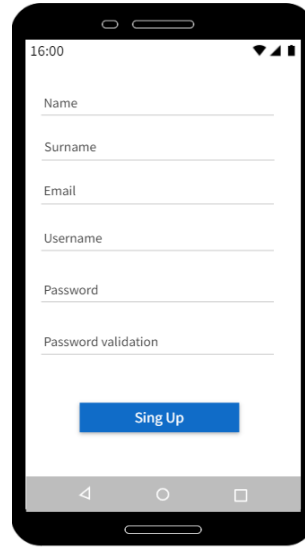 16:00
Name
Surname
Email
Username
Password
Password validation
Sing Up